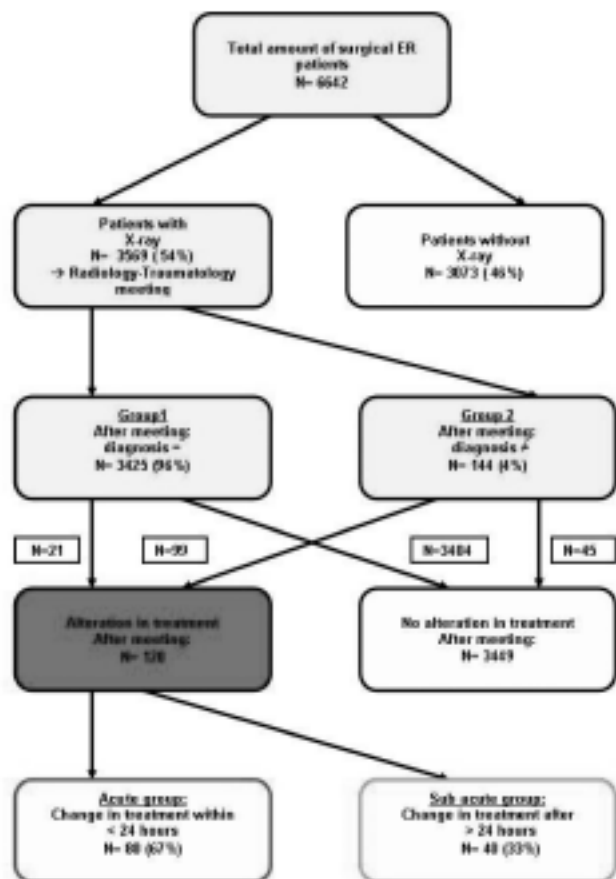 Total amount of surgical ER
patients
N= 6642
Patients with
X-ray
N= 3569 (54%)
→ Radiology-Traumatology
meeting
Patients without
X-ray
N= 3073 (46%)
Group1
After meeting:
diagnosis =
N= 3425 (96%)
Group 2
After meeting:
diagnosis ≠
N= 144 (4%)
N=21
N=99
N=3404
N=45
Alteration in treatment
After meeting:
N= 120
No alteration in treatment
After meeting:
N= 3449
Acute group:
Change in treatment within
< 24 hours
N= 80 (67%)
Sub acute group:
Change in treatment after
> 24 hours
N= 40 (33%)